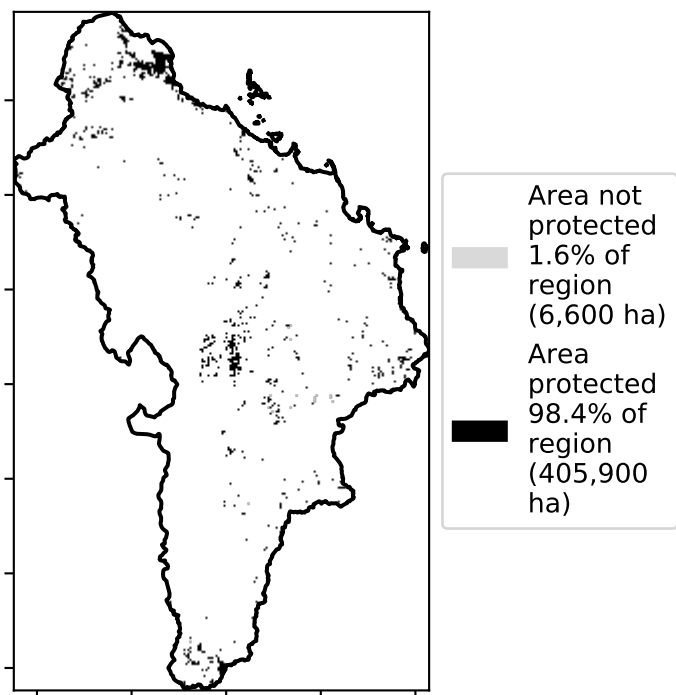 Area not
protected
1.6% of
region
(6,600 ha)
Area
protected
98.4% of
region
(405,900
ha)